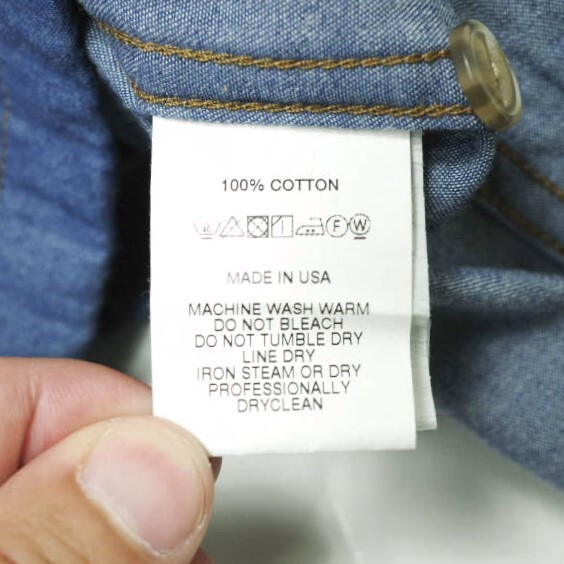 100% COTTON
F W
MADE IN USA
MACHINE WASH WARM
DO NOT BLEACH
DO NOT TUMBLE DRY
LINE DRY
IRON STEAM OR DRY
PROFESSIONALLY
DRYCLEAN